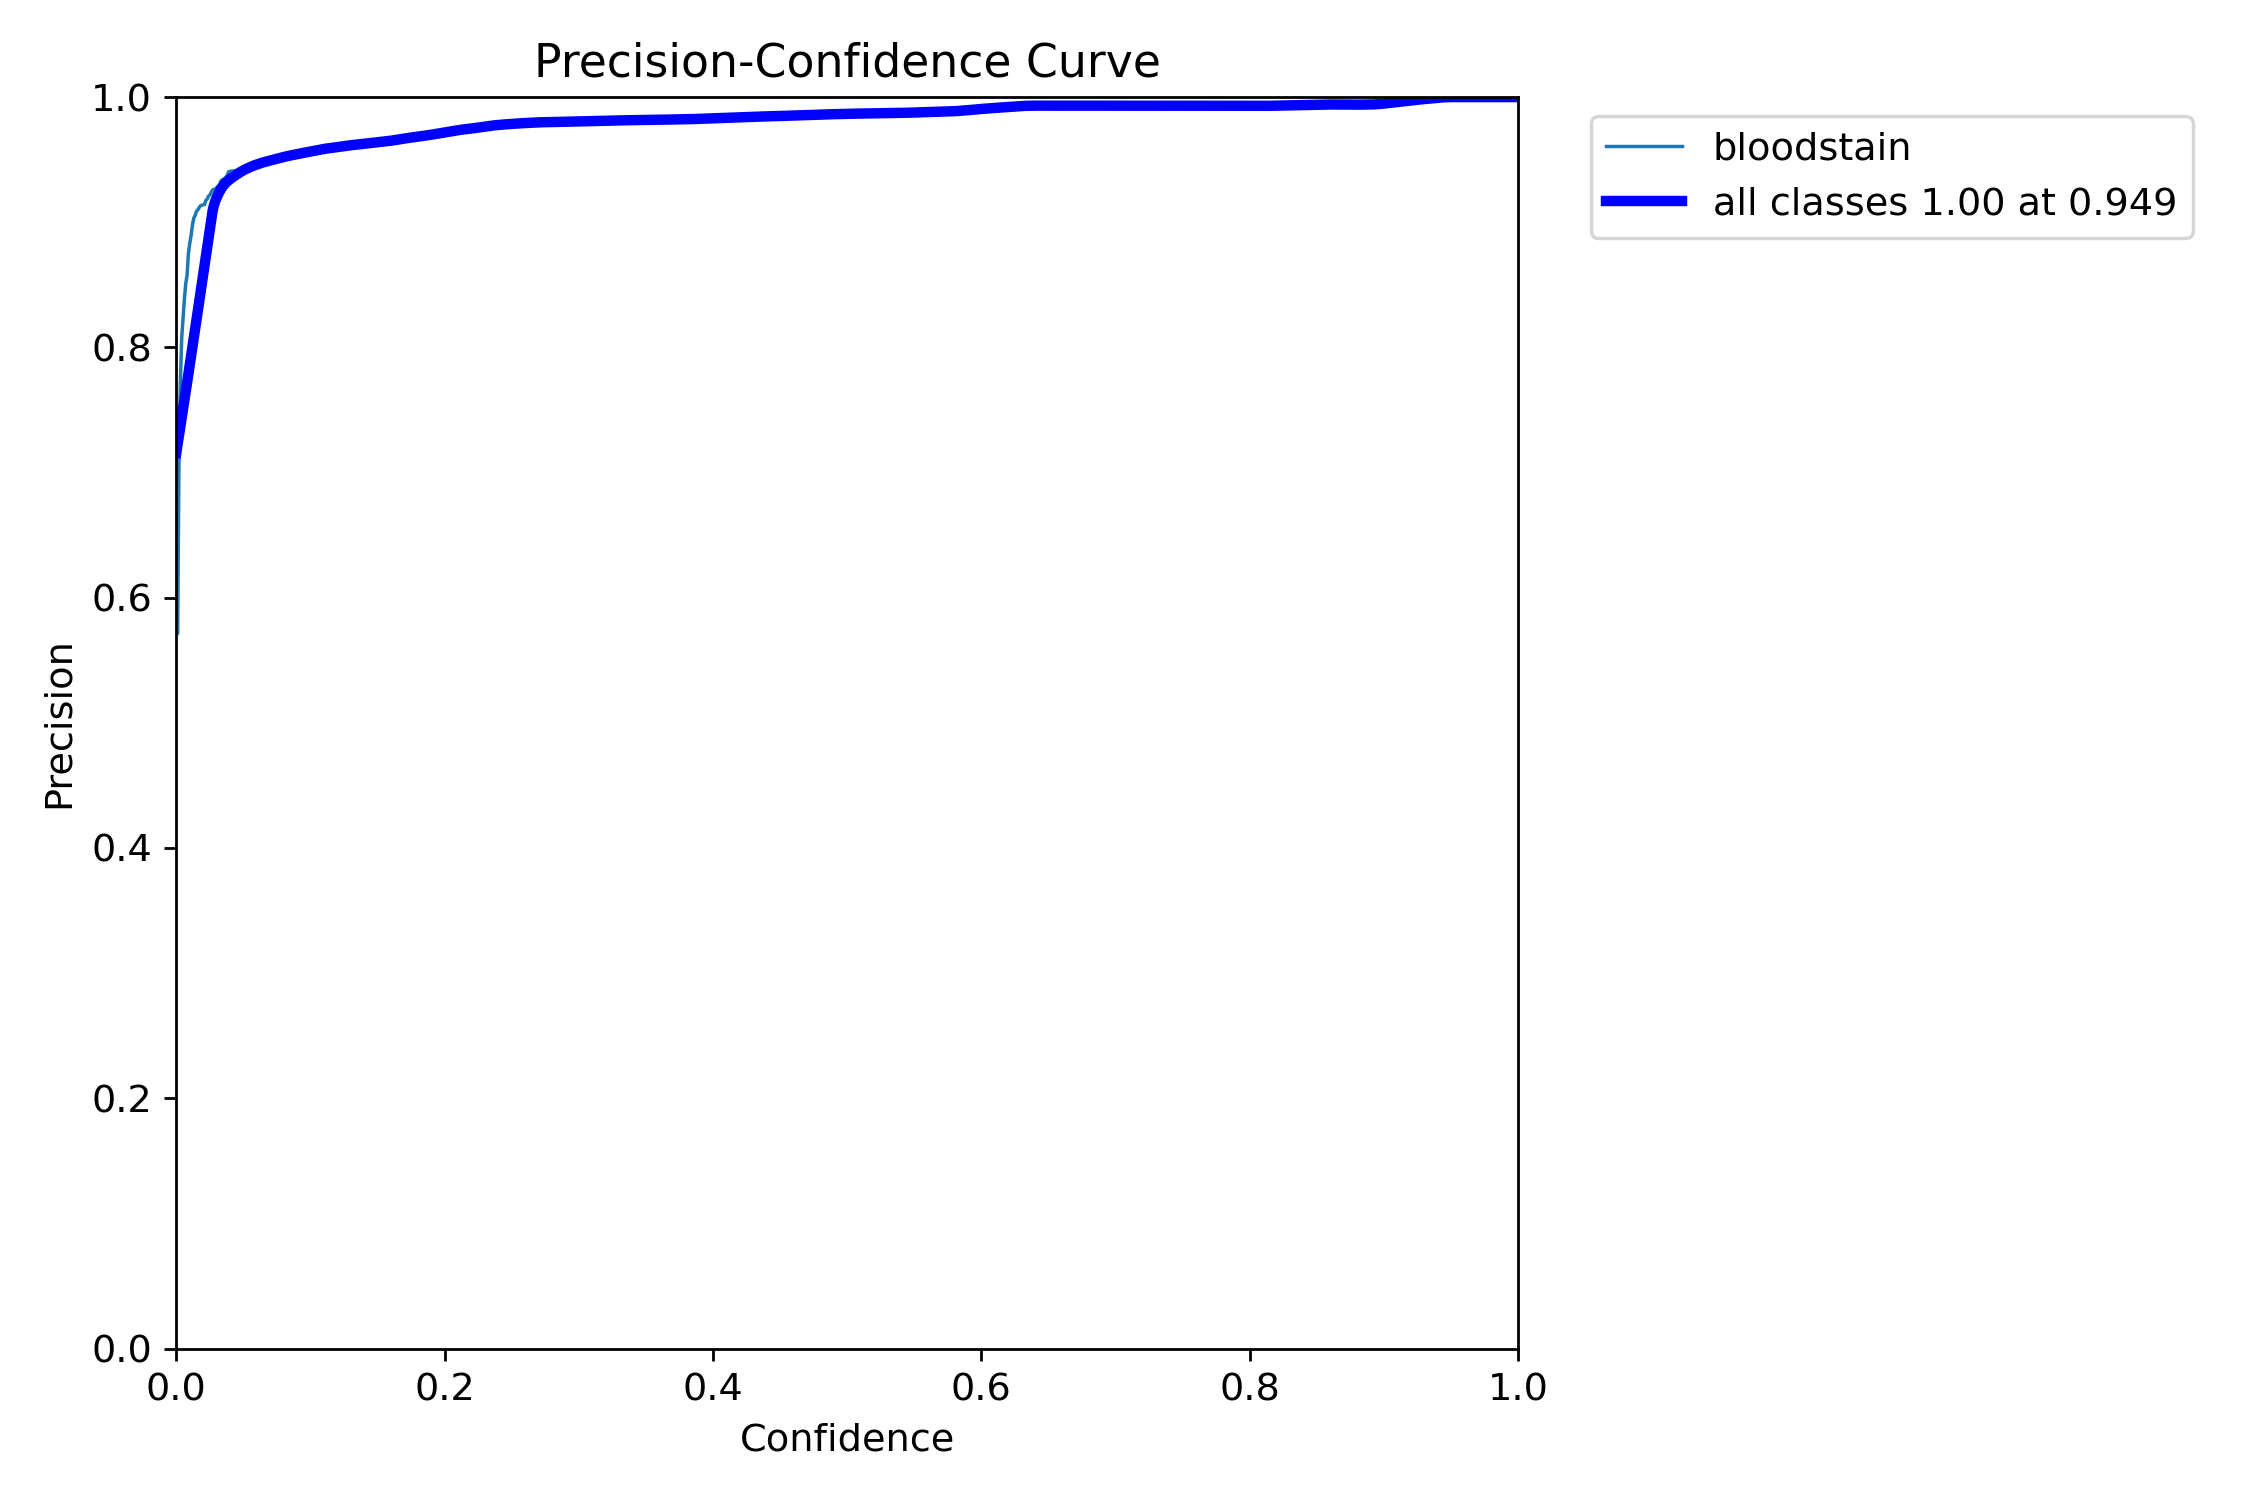 Precision-Confidence Curve
1.0
0.8
0.6
0.4
0.2
0.0
Precision
0.0 0.2 0.4 0.6 0.8 1.0
Confidence
bloodstain
all classes 1.00 at 0.949